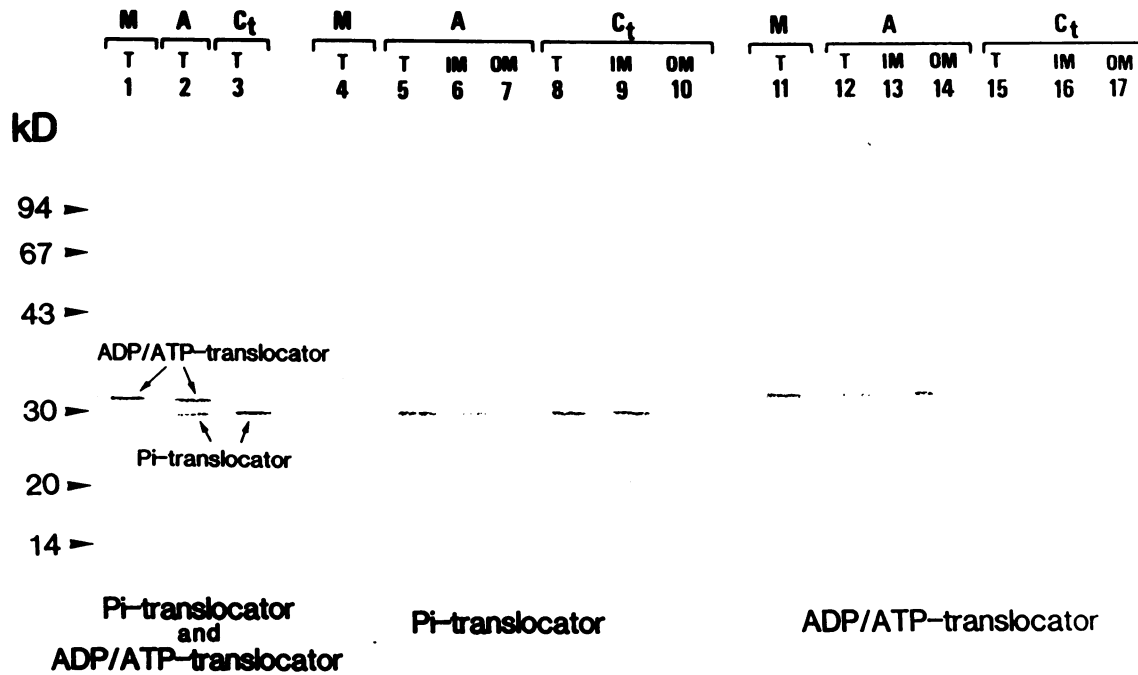 M A Ct M A Ct M A Ct
T T T T T IM OM T IM OM T T IM OM T IM OM
1 2 3 4 5 6 7 8 9 10 11 12 13 14 15 16 17
kD
94
67
43
ADP/ATP-translocator
30
Pi-translocator
20
14
Pi-translocator
and
ADP/ATP-translocator
Pi-translocator
ADP/ATP-translocator